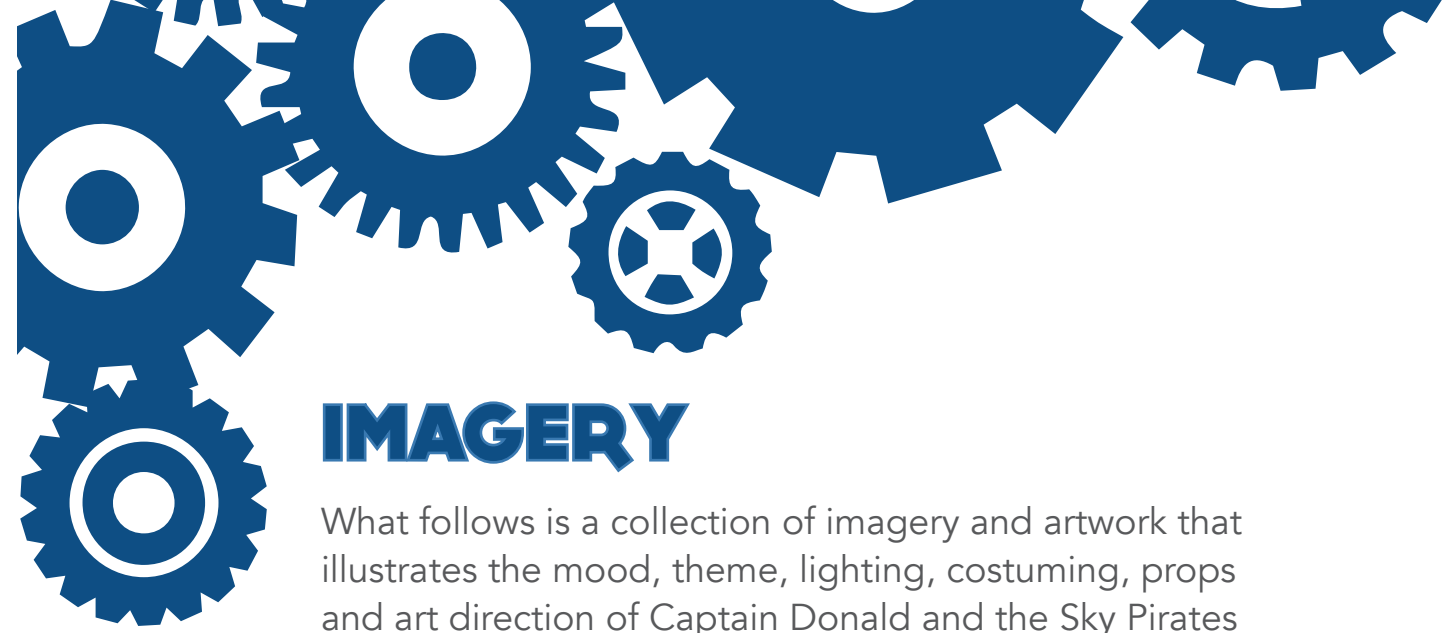 IMAGERY
What follows is a collection of imagery and artwork that
illustrates the mood, theme, lighting, costuming, props
and art direction of Captain Donald and the Sky Pirates